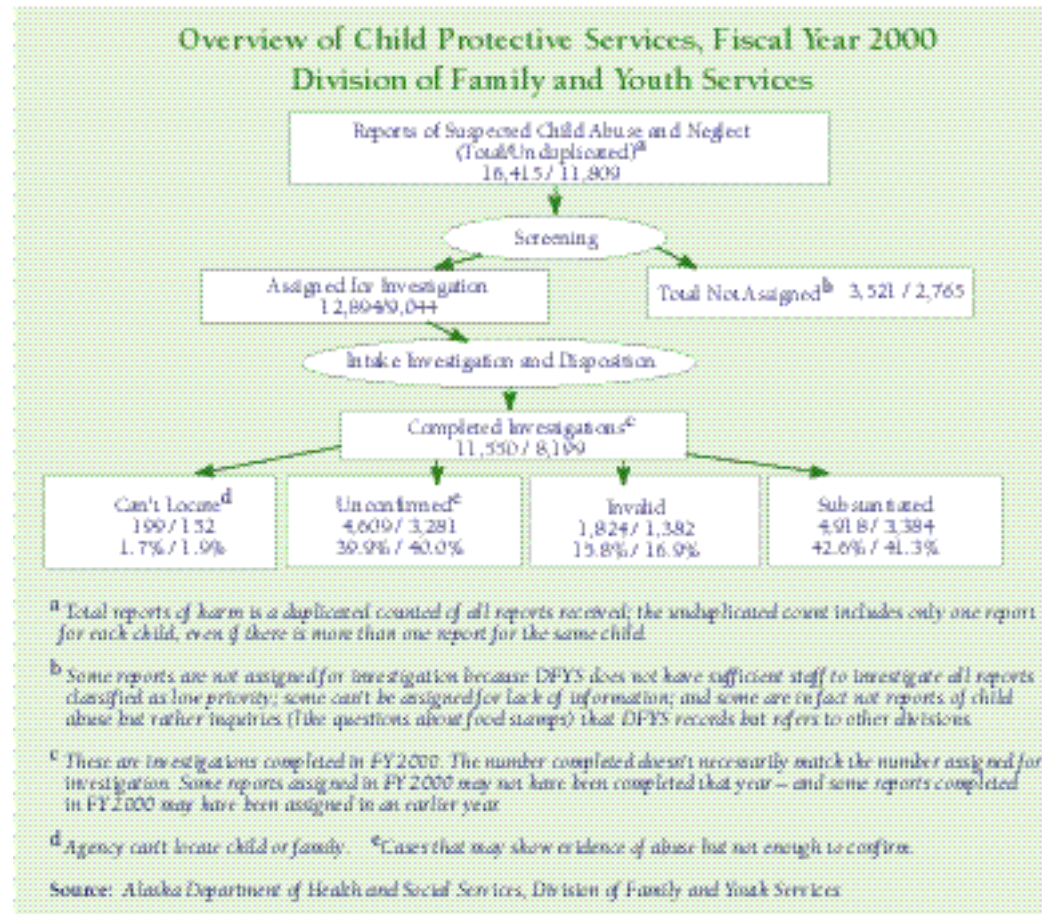 Overview of Child Protective Services, Fiscal Year 2000
Division of Family and Youth Services
Reports of Suspected Child Abuse and Neglect
(Total/Unduplicated)a
16,415 / 11,809
Screening
Assigned for Investigation
12,894/9,044
Total Not Assignedb 3,521 / 2,765
Intake Investigation and Disposition
Completed Investigationsc
11,550 / 8,199
Can't Located
199 / 152
1.7% / 1.9%
Unconfirmede
4,609 / 3,281
39.9% / 40.0%
Invalid
1,824 / 1,382
15.8% / 16.9%
Substantiated
4,918 / 3,384
42.6% / 41.3%
a Total reports of harm is a duplicated counted of all reports received; the unduplicated count includes only one report
for each child, even if there is more than one report for the same child.
b Some reports are not assigned for investigation because DFYS does not have sufficient staff to investigate all reports
classified as low priority; some can't be assigned for lack of information; and some are in fact not reports of child
abuse but rather inquiries (like questions about food stamps) that DFYS records but refers to other divisions.
c These are investigations completed in FY 2000. The number completed doesn't necessarily match the number assigned for
investigation. Some reports assigned in FY 2000 may not have been completed that year – and some reports completed
in FY 2000 may have been assigned in an earlier year.
d Agency can't locate child or family. eCases that may show evidence of abuse but not enough to confirm.
Source: Alaska Department of Health and Social Services, Division of Family and Youth Services